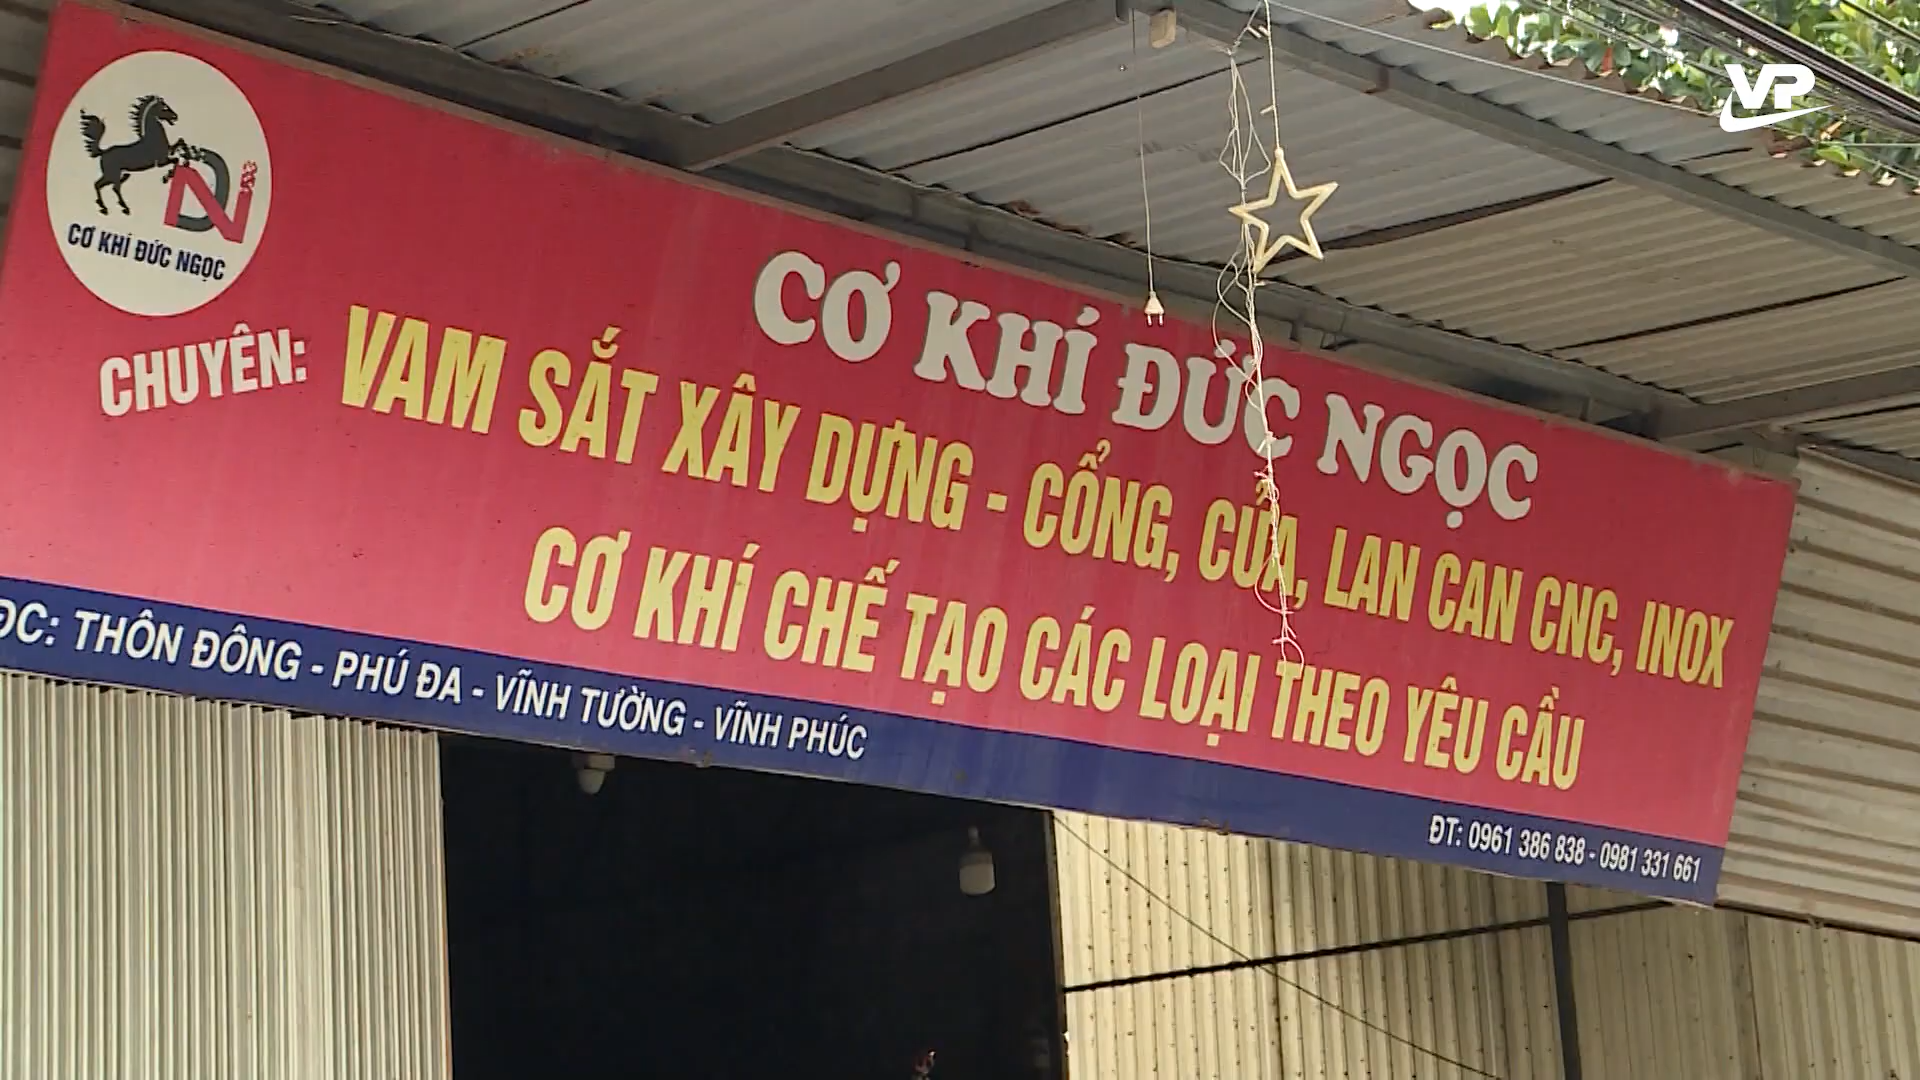 VP
CƠ KHÍ ĐỨC NGỌC
CƠ KHÍ ĐỨC NGỌC
CHUYÊN:
VAM SẮT XÂY DỰNG - CỔNG, CỬA, LAN CAN CNC, INOX
CƠ KHÍ CHẾ TẠO CÁC LOẠI THEO YÊU CẦU
ĐC: THÔN ĐÔNG - PHÚ ĐA - VĨNH TƯỜNG - VĨNH PHÚC
ĐT: 0961 386 838 - 0981 331 661